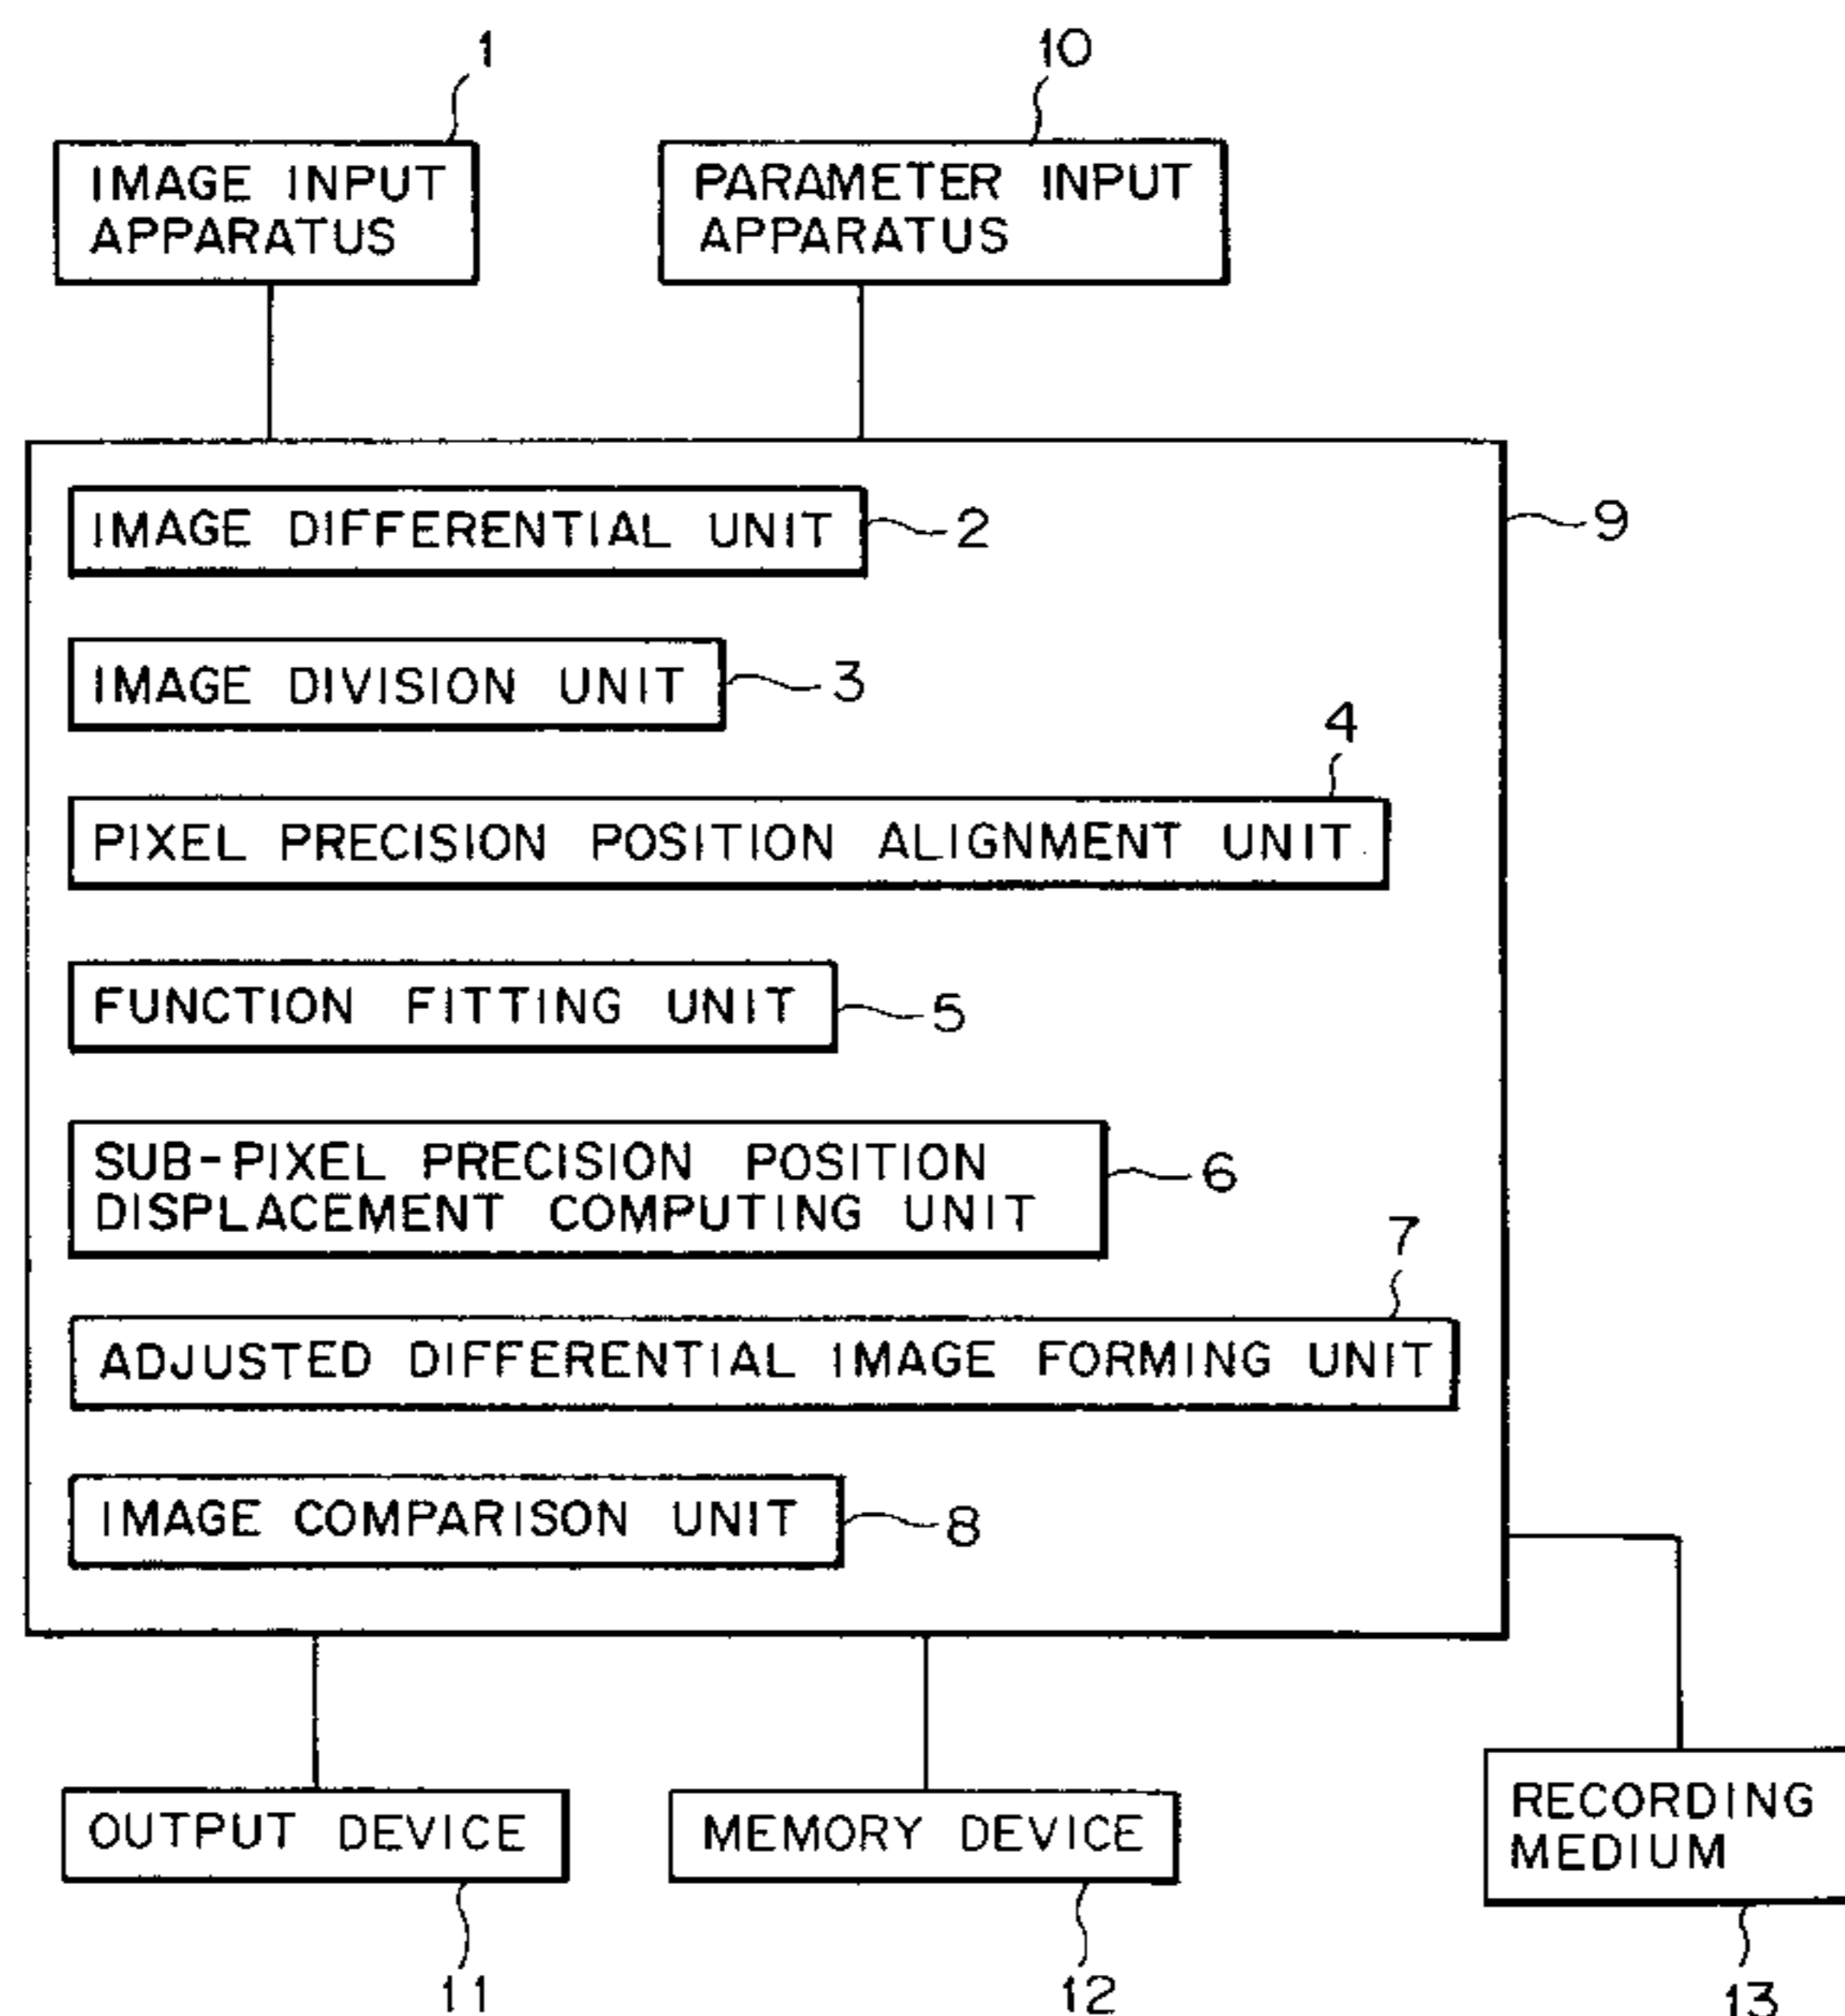 1
10
IMAGE INPUT
APPARATUS
PARAMETER INPUT
APPARATUS
IMAGE DIFFERENTIAL UNIT
2
9
IMAGE DIVISION UNIT
3
4
PIXEL PRECISION POSITION ALIGNMENT UNIT
FUNCTION FITTING UNIT
5
SUB-PIXEL PRECISION POSITION
DISPLACEMENT COMPUTING UNIT
6
7
ADJUSTED DIFFERENTIAL IMAGE FORMING UNIT
IMAGE COMPARISON UNIT
8
OUTPUT DEVICE
MEMORY DEVICE
RECORDING
MEDIUM
11
12
13